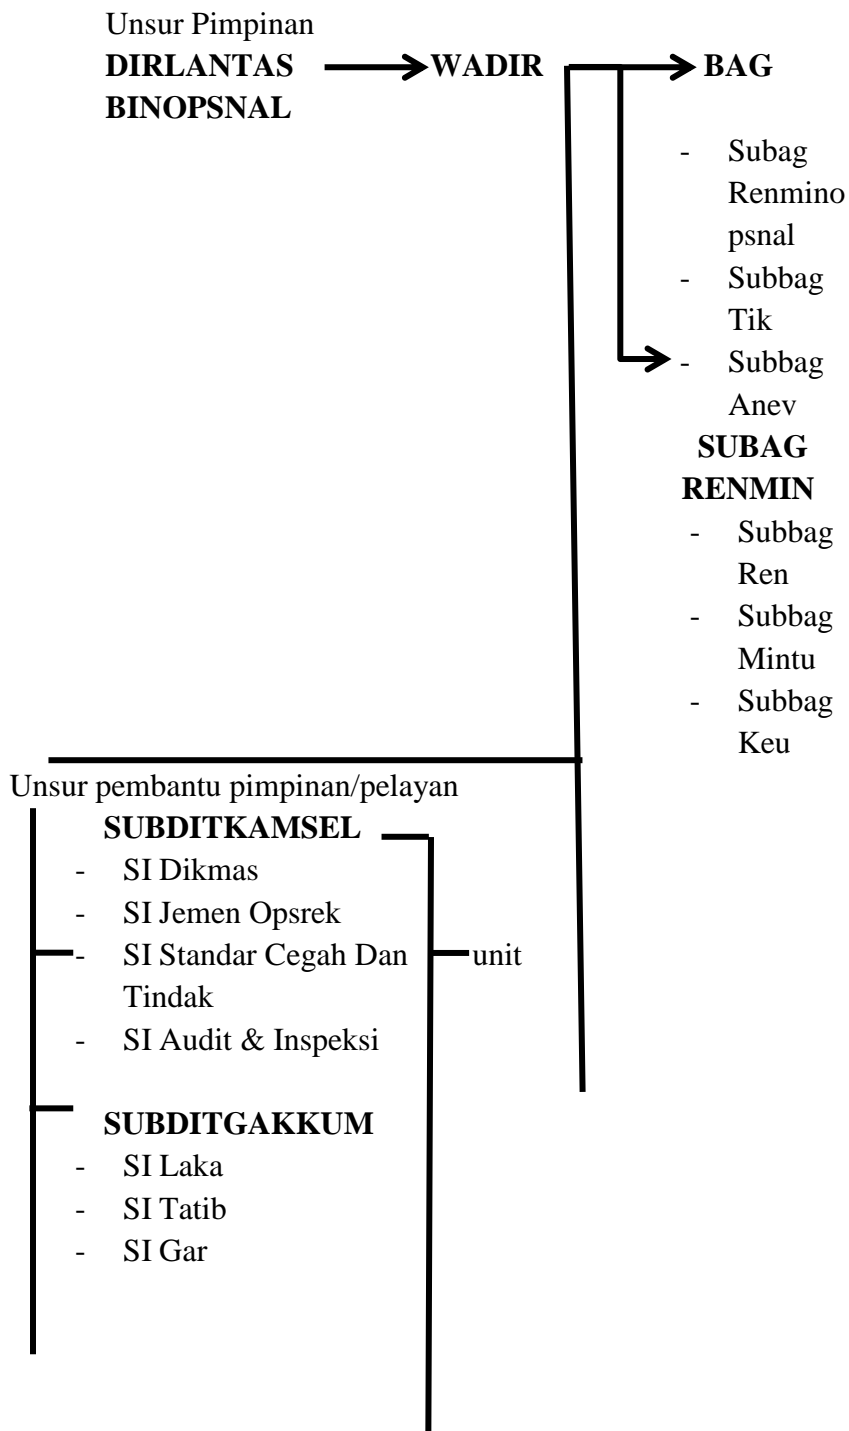 Unsur Pimpinan
DIRLANTAS WADIR BAG
BINOPSNAL
- Subag
Renmino
psnal
- Subbag
Tik
- Subbag
Anev
SUBAG
RENMIN
- Subbag
Ren
- Subbag
Mintu
- Subbag
Keu
Unsur pembantu pimpinan/pelayan
SUBDITKAMSEL
- SI Dikmas
- SI Jemen Opsrek
- SI Standar Cegah Dan
Tindak
unit
- SI Audit & Inspeksi
SUBDITGAKKUM
- SI Laka
- SI Tatib
- SI Gar